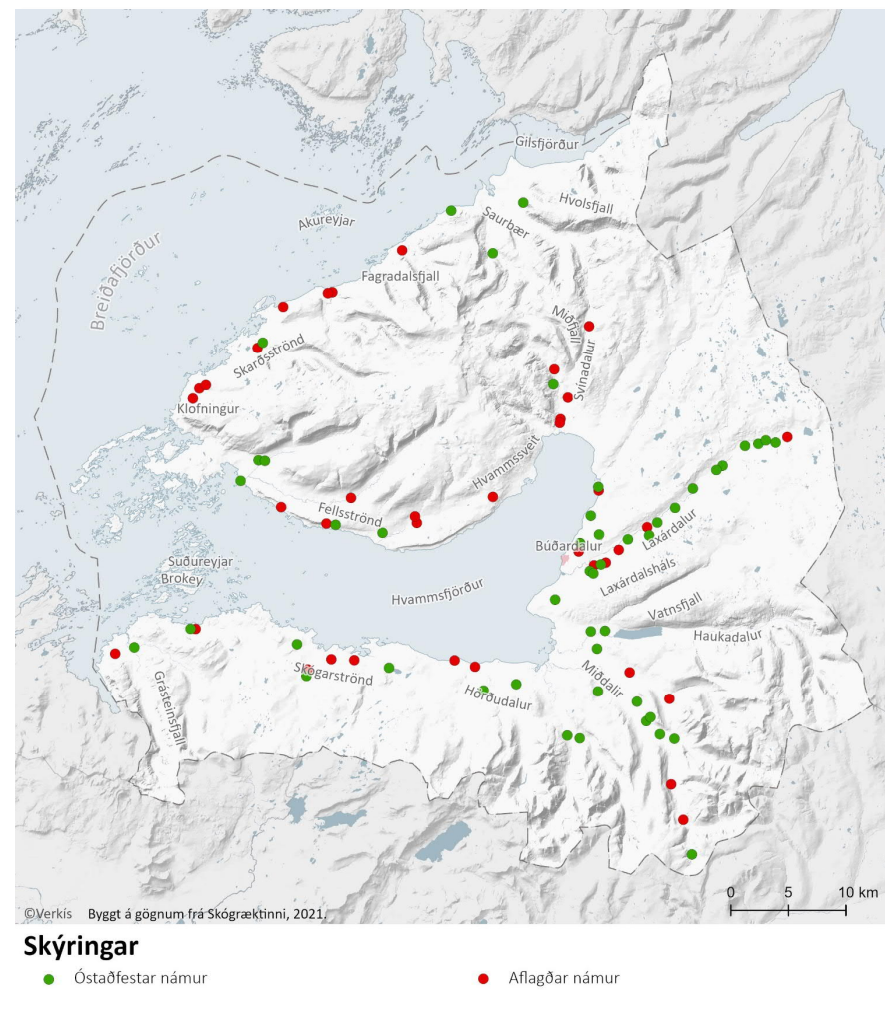 Gilsfjörður
Hvolsfjall
Saurbær
Akureyjar
Breiðafjörður
Fagradalsfjall
Miðfjall
Skarðsströnd
Svínadalur
Klofningur
Hvammssveit
Fellsströnd
Laxárdalur
Búðardalur
Suðureyjar
Brokey
Laxárdalsháls
Hvammsfjörður
Vatnsfjall
Haukadalur
Skógarströnd
Miðdalir
Grásteinsfjall
Hörðudalur
0 5 10 km
©Verkís Byggt á gögnum frá Skógræktinni, 2021.
Skýringar
Óstaðfestar námur
Aflagðar námur